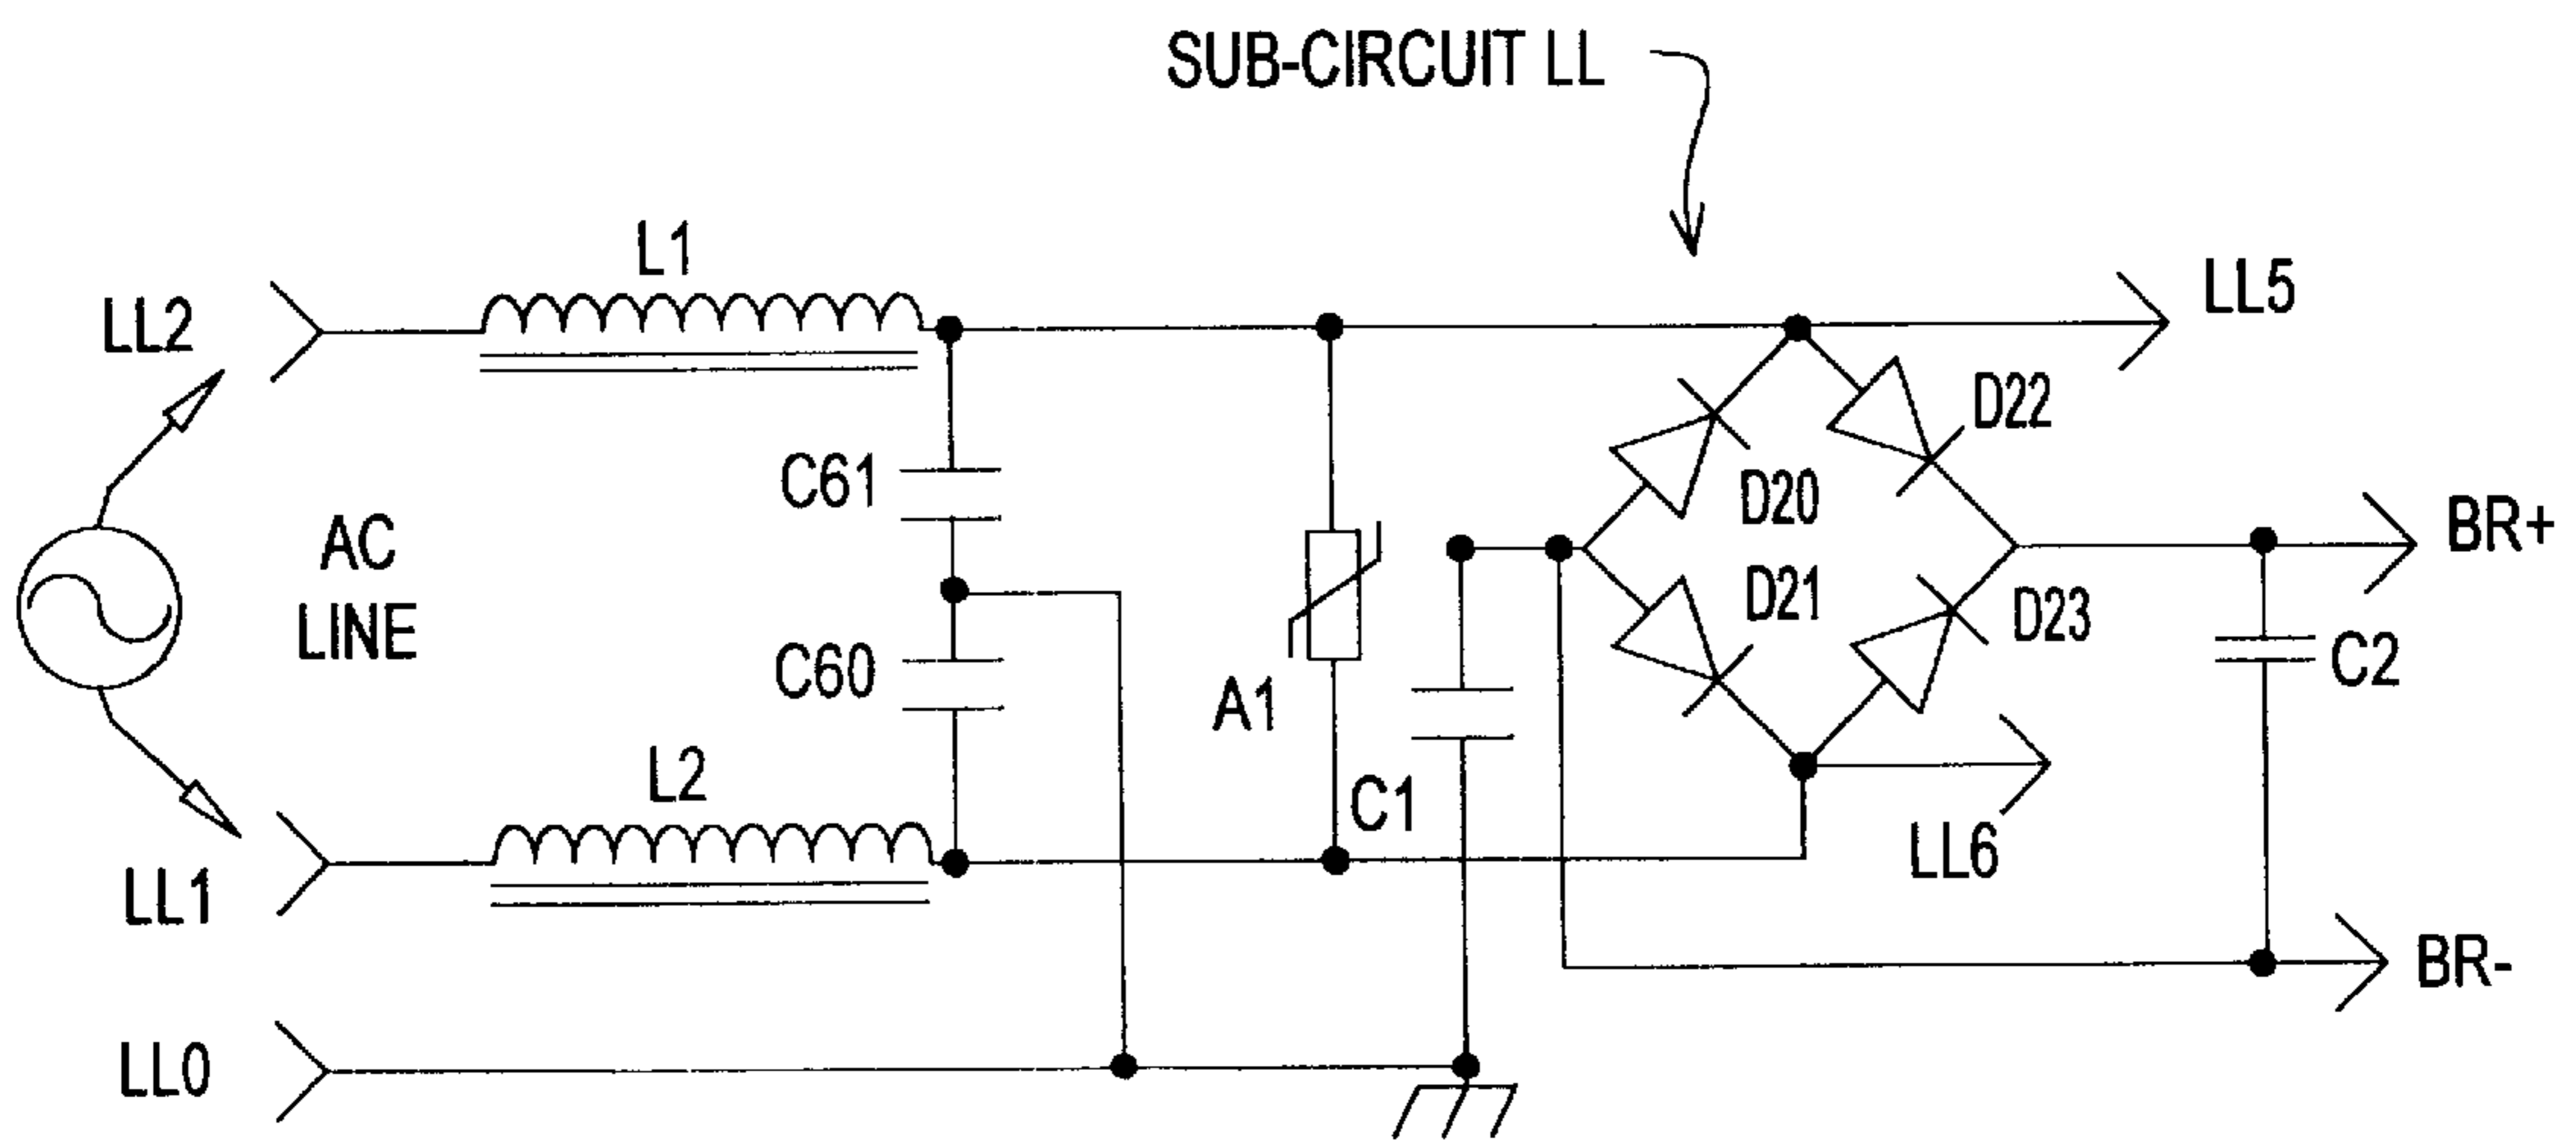 SUB-CIRCUIT LL
L1
LL5
LL2
D22
C61
D20
BR+
AC
LINE
D21
D23
C60
C2
A1
L2
C1
LL6
LL1
BR-
LL0